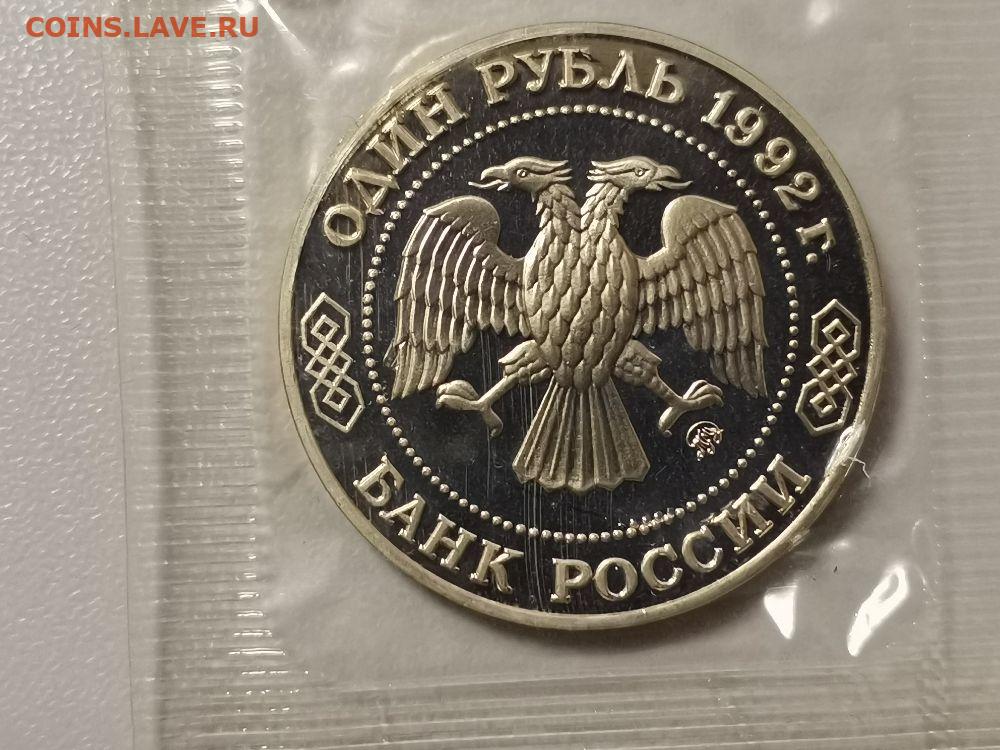 COINS.LAVE.RU
ОДИН РУБЛЬ 1992 г.
БАНК РОССИИ